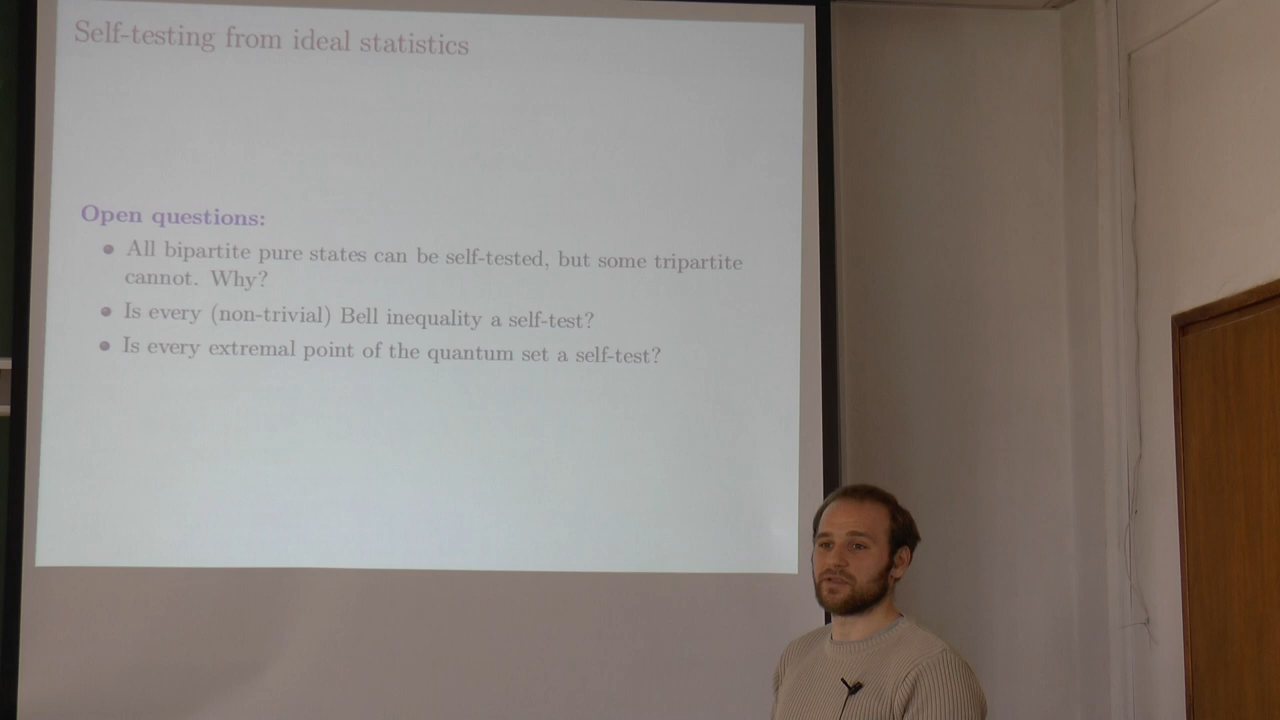 Self-testing from ideal statistics
Open questions:
All bipartite pure states can be self-tested, but some tripartite
cannot. Why?
Is every (non-trivial) Bell inequality a self-test?
Is every extremal point of the quantum set a self-test?